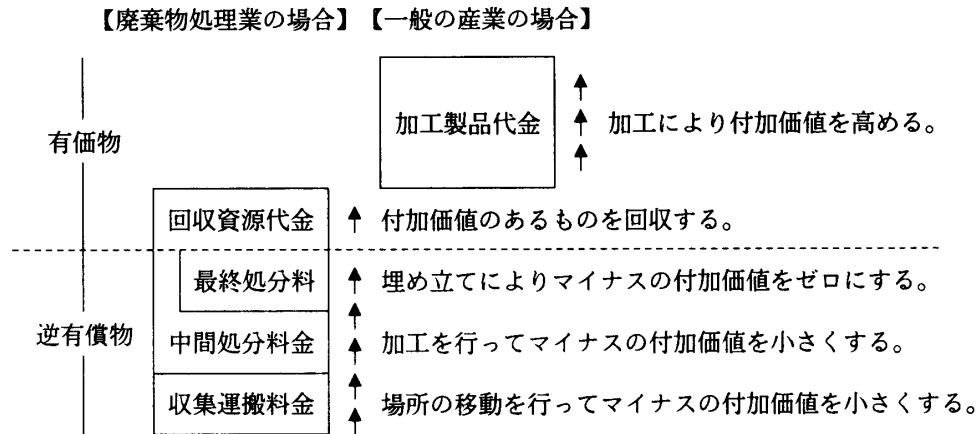 【廃棄物処理業の場合】【一般の産業の場合】
加工製品代金 加工により付加価値を高める。
有価物
回収資源代金 付加価値のあるものを回収する。
最終処分料 埋め立てによりマイナスの付加価値をゼロにする。
逆有償物 中間処分料金 加工を行ってマイナスの付加価値を小さくする。
収集運搬料金 場所の移動を行ってマイナスの付加価値を小さくする。